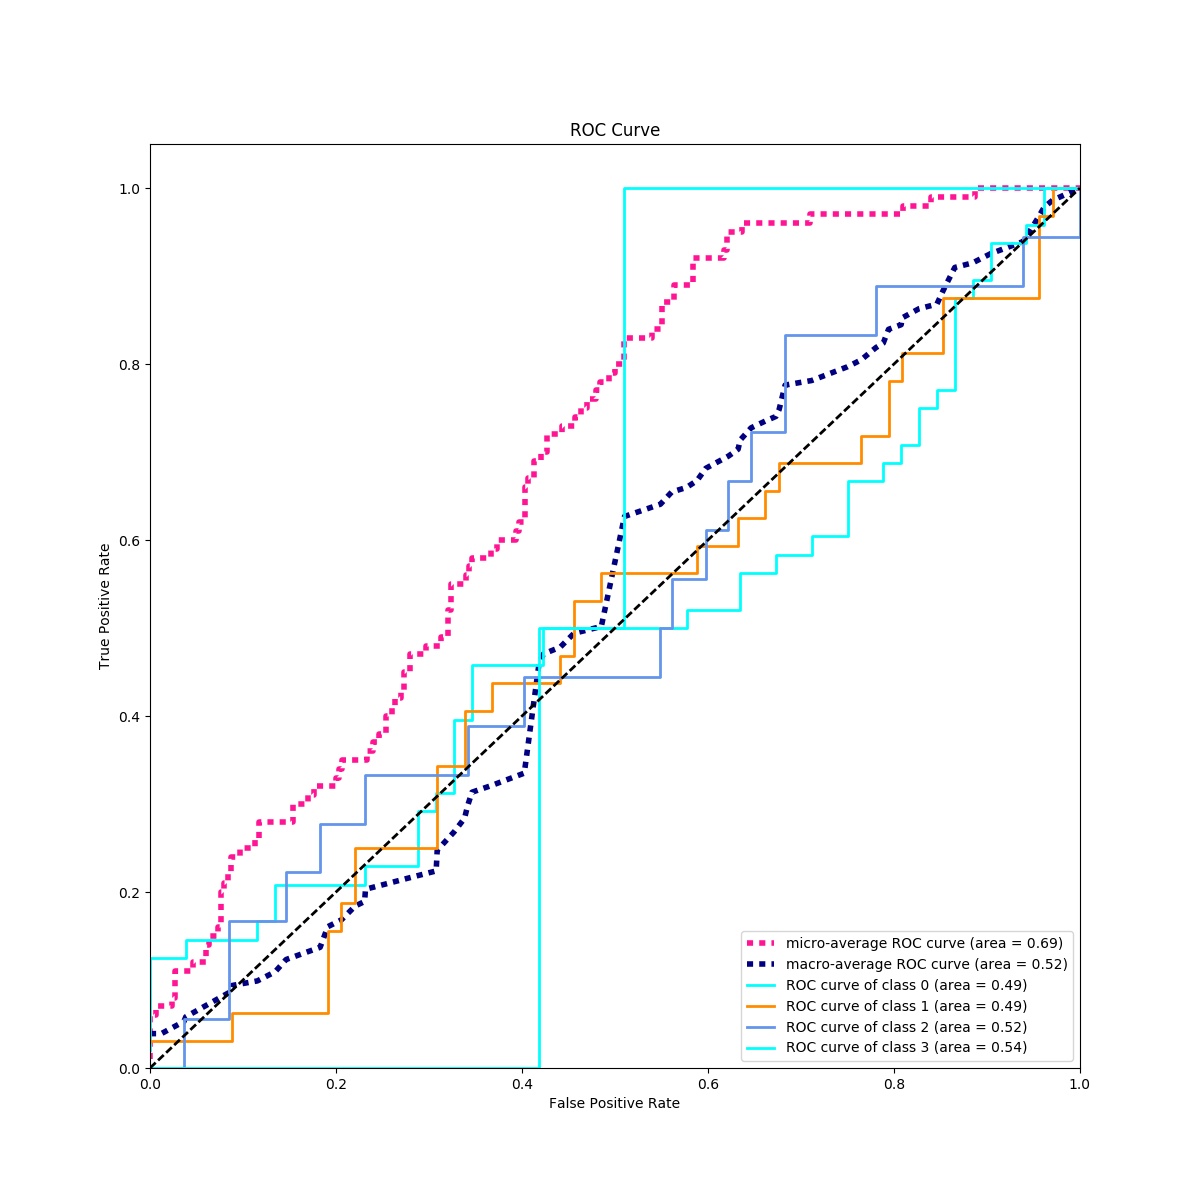 ROC Curve
True Positive Rate
1.0
0.8
0.6
0.4
0.2
0.0
0.0 0.2 0.4 0.6 0.8 1.0
False Positive Rate
micro-average ROC curve (area = 0.69)
macro-average ROC curve (area = 0.52)
ROC curve of class 0 (area = 0.49)
ROC curve of class 1 (area = 0.49)
ROC curve of class 2 (area = 0.52)
ROC curve of class 3 (area = 0.54)